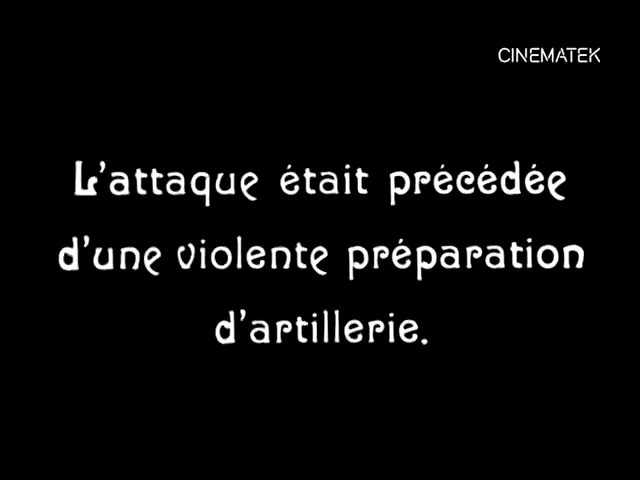 CINEMATEK
L'attaque était précédée
d'une violente préparation
d'artillerie.